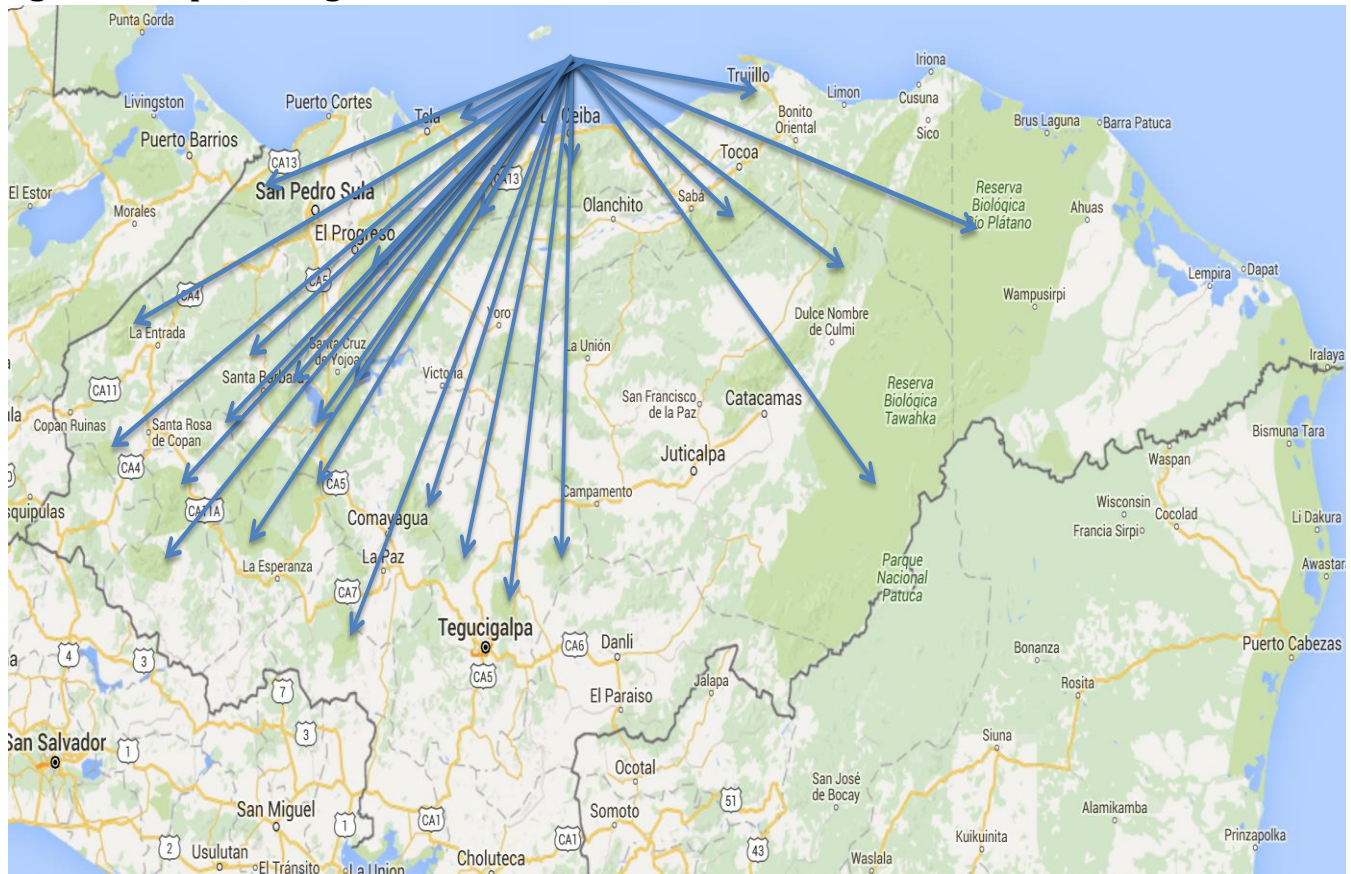 Punta Gorda
Iriona
Trujillo
Livingston
Puerto Cortes
Limon
Cusuna
Tela
Ceiba
Bonito
Oriental
Brus Laguna
Barra Patuca
Puerto Barrios
Sico
CA13
Tocoa
El Estor
San Pedro Sula
CA13
Reserva
Biológica
Río Plátano
Morales
Olanchito
Sabá
Ahuas
El Progreso
CA5
Lempira
Dapat
CA4
Wampusirpi
La Entrada
Yoro
Dulce Nombre
de Culmi
Santa Cruz
de Yojoa
La Unión
Iralaya
Santa Barbara
Victoria
CA11
Reserva
Biológica
Tawahka
San Francisco
de la Paz
Catacamas
Copán Ruinas
Santa Rosa
de Copan
Bismuna Tara
CA4
Juticalpa
Waspan
CA5
Campamento
Wisconsin
squipulas
CA11A
Comayagua
Cocolad
Li Dakura
Francia Sirpi
La Paz
Parque
Nacional
Patuca
La Esperanza
Awastara
CA7
Tegucigalpa
CA6
Danli
Puerto Cabezas
4
3
Bonanza
CA5
Jalapa
7
El Paraiso
Rosita
3
San Salvador
1
Siuna
Ocotal
San José
de Bocay
51
San Miguel
1
CA1
Somoto
Alamikamba
CA1
2
Usulutan
El Tránsito
La Union
Choluteca
43
Waslala
Kuikuinita
Prinzapolka